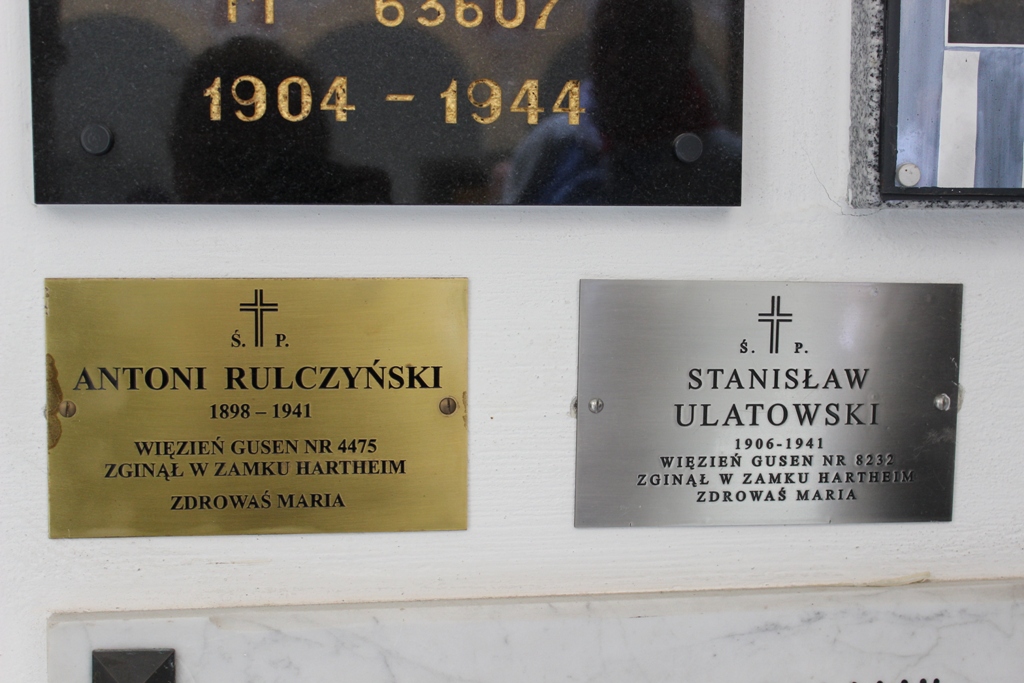 63607
1904 - 1944
Ś. P.
ANTONI RULCZYŃSKI
1898 – 1941
WIĘZIEŃ GUSEN NR 4475
ZGINĄŁ W ZAMKU HARTHEIM
ZDROWAŚ MARIA
Ś. P.
STANISŁAW
ULATOWSKI
1906-1941
WIĘZIEŃ GUSEN NR 8232
ZGINĄŁ W ZAMKU HARTHEIM
ZDROWAŚ MARIA